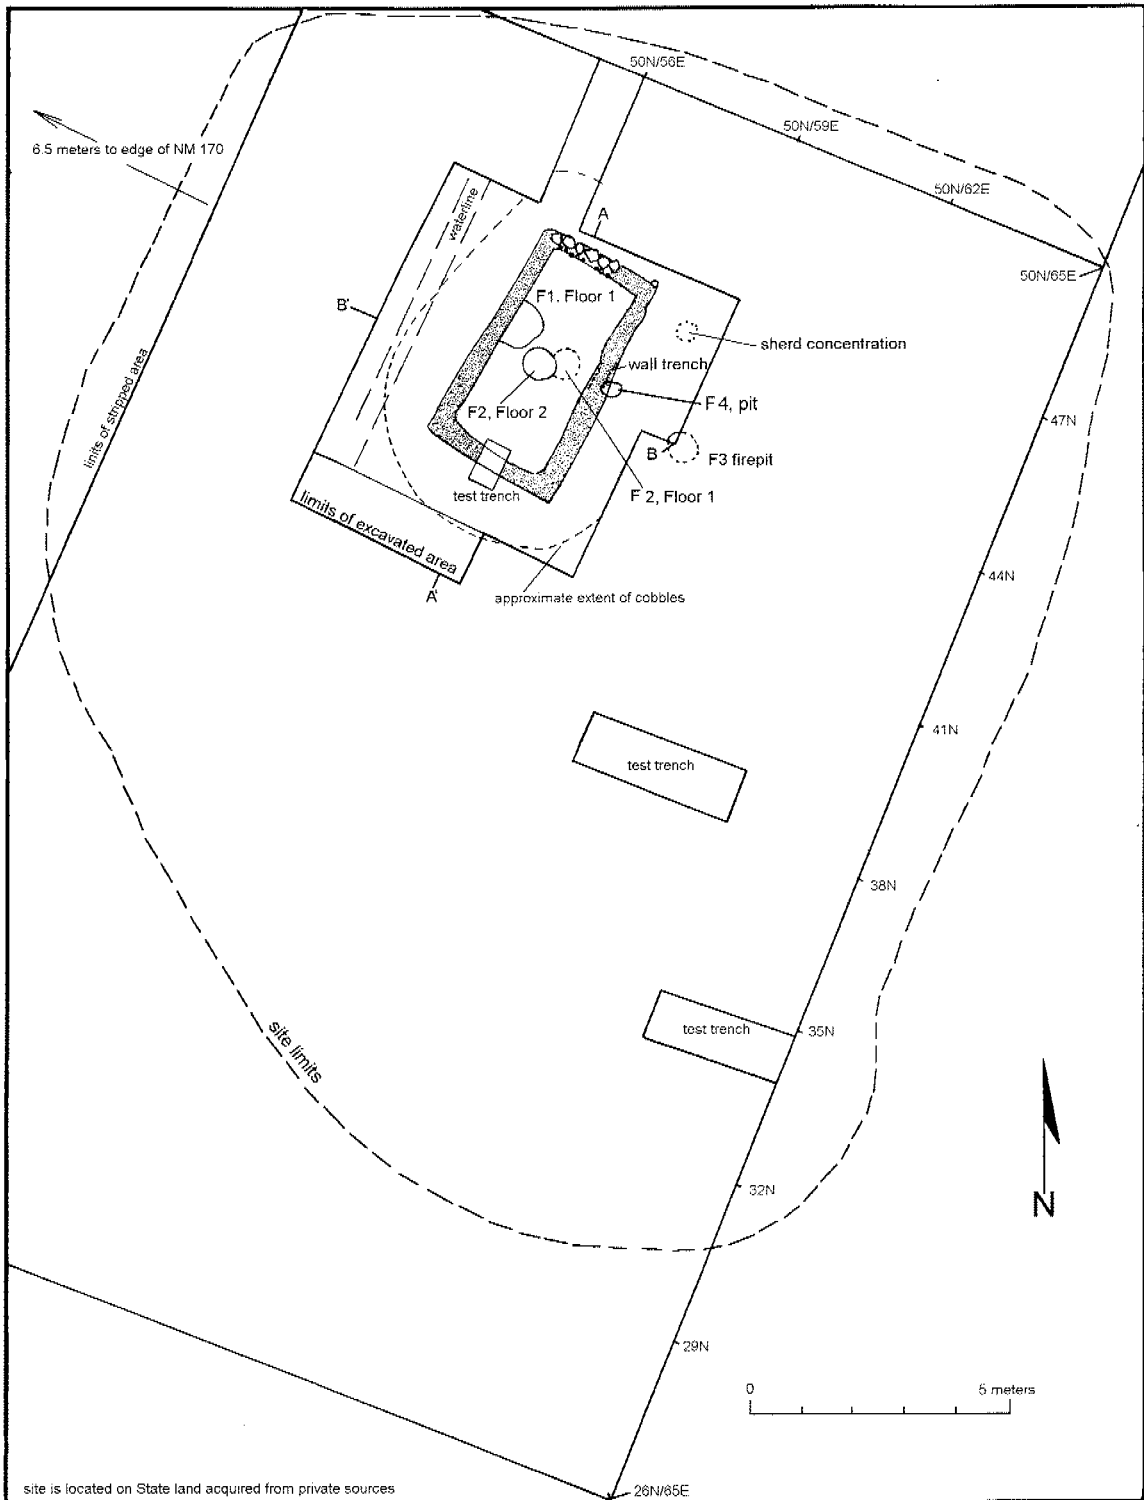 50N/56E
50N/59E
6.5 meters to edge of NM 170
50N/62E
waterline
A
50N/65E
F1, Floor 1
B'
sherd concentration
wall trench
limits of stripped area
F4, pit
F2, Floor 2
47N
B
F3 firepit
test trench
F2, Floor 1
limits of excavated area
44N
A'
approximate extent of cobbles
41N
test trench
38N
site limits
test trench
35N
32N
N
29N
0 5 meters
site is located on State land acquired from private sources
26N/65E